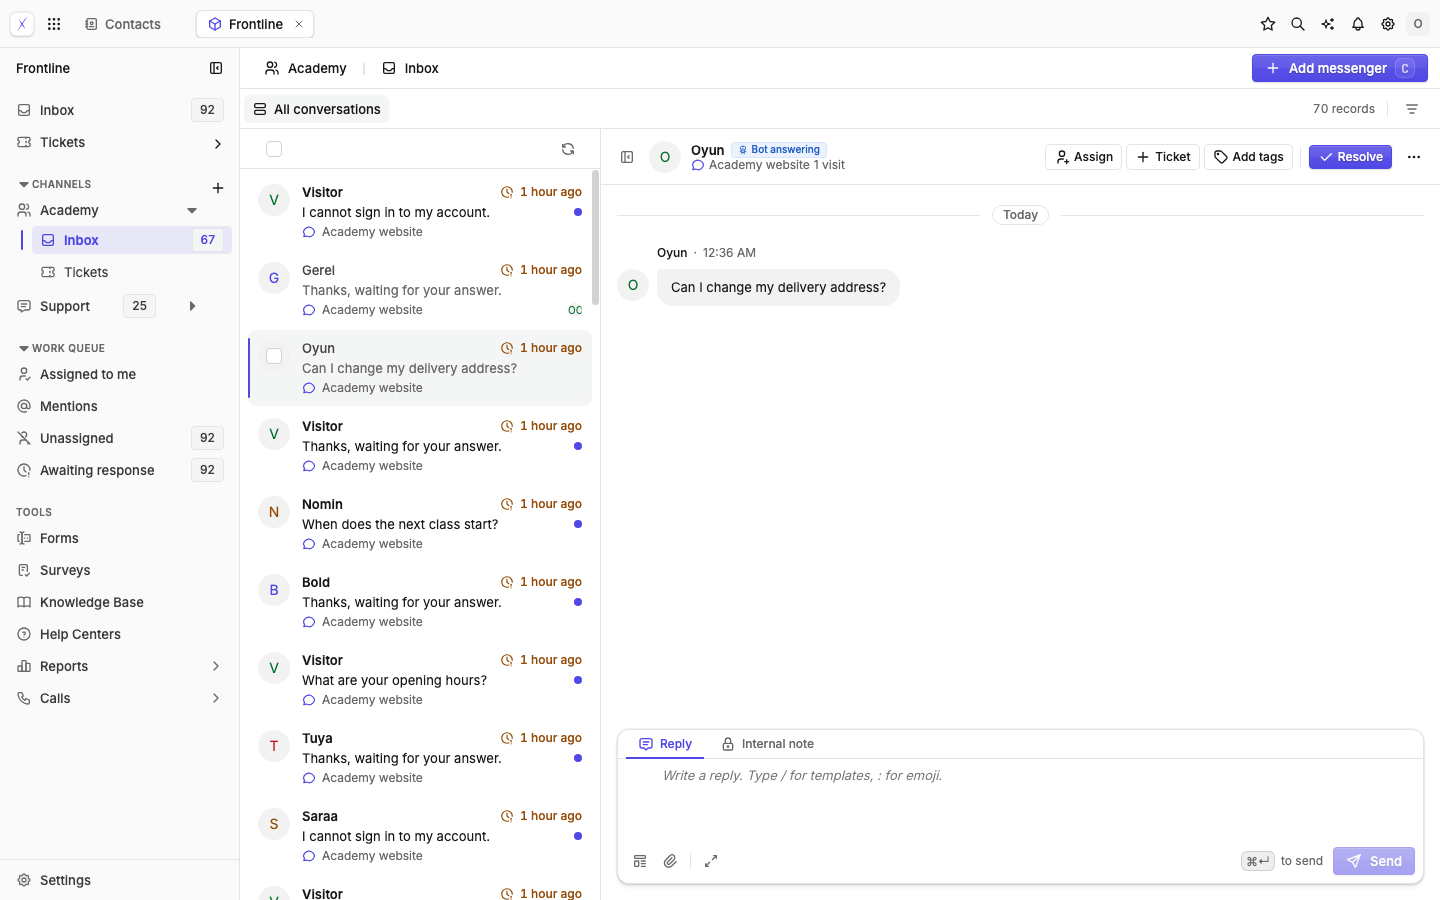 Contacts
Frontline
O
Frontline
Inbox 92
Tickets
CHANNELS
Academy
Inbox 67
Tickets
Support 25
WORK QUEUE
Assigned to me
Mentions
Unassigned 92
Awaiting response 92
TOOLS
Forms
Surveys
Knowledge Base
Help Centers
Reports
Calls
Settings
Academy
Inbox
Add messenger C
All conversations
70 records
V
Visitor 1 hour ago
I cannot sign in to my account.
Academy website
G
Gerel 1 hour ago
Thanks, waiting for your answer.
Academy website
Oyun 1 hour ago
Can I change my delivery address?
Academy website
V
Visitor 1 hour ago
Thanks, waiting for your answer.
Academy website
N
Nomin 1 hour ago
When does the next class start?
Academy website
B
Bold 1 hour ago
Thanks, waiting for your answer.
Academy website
V
Visitor 1 hour ago
What are your opening hours?
Academy website
T
Tuya 1 hour ago
Thanks, waiting for your answer.
Academy website
S
Saraa 1 hour ago
I cannot sign in to my account.
Academy website
Visitor 1 hour ago
O
Oyun Bot answering
Academy website 1 visit
Assign
Ticket
Add tags
Resolve
Today
Oyun · 12:36 AM
O
Can I change my delivery address?
Reply
Internal note
Write a reply. Type / for templates, : for emoji.
⌘↵ to send
Send